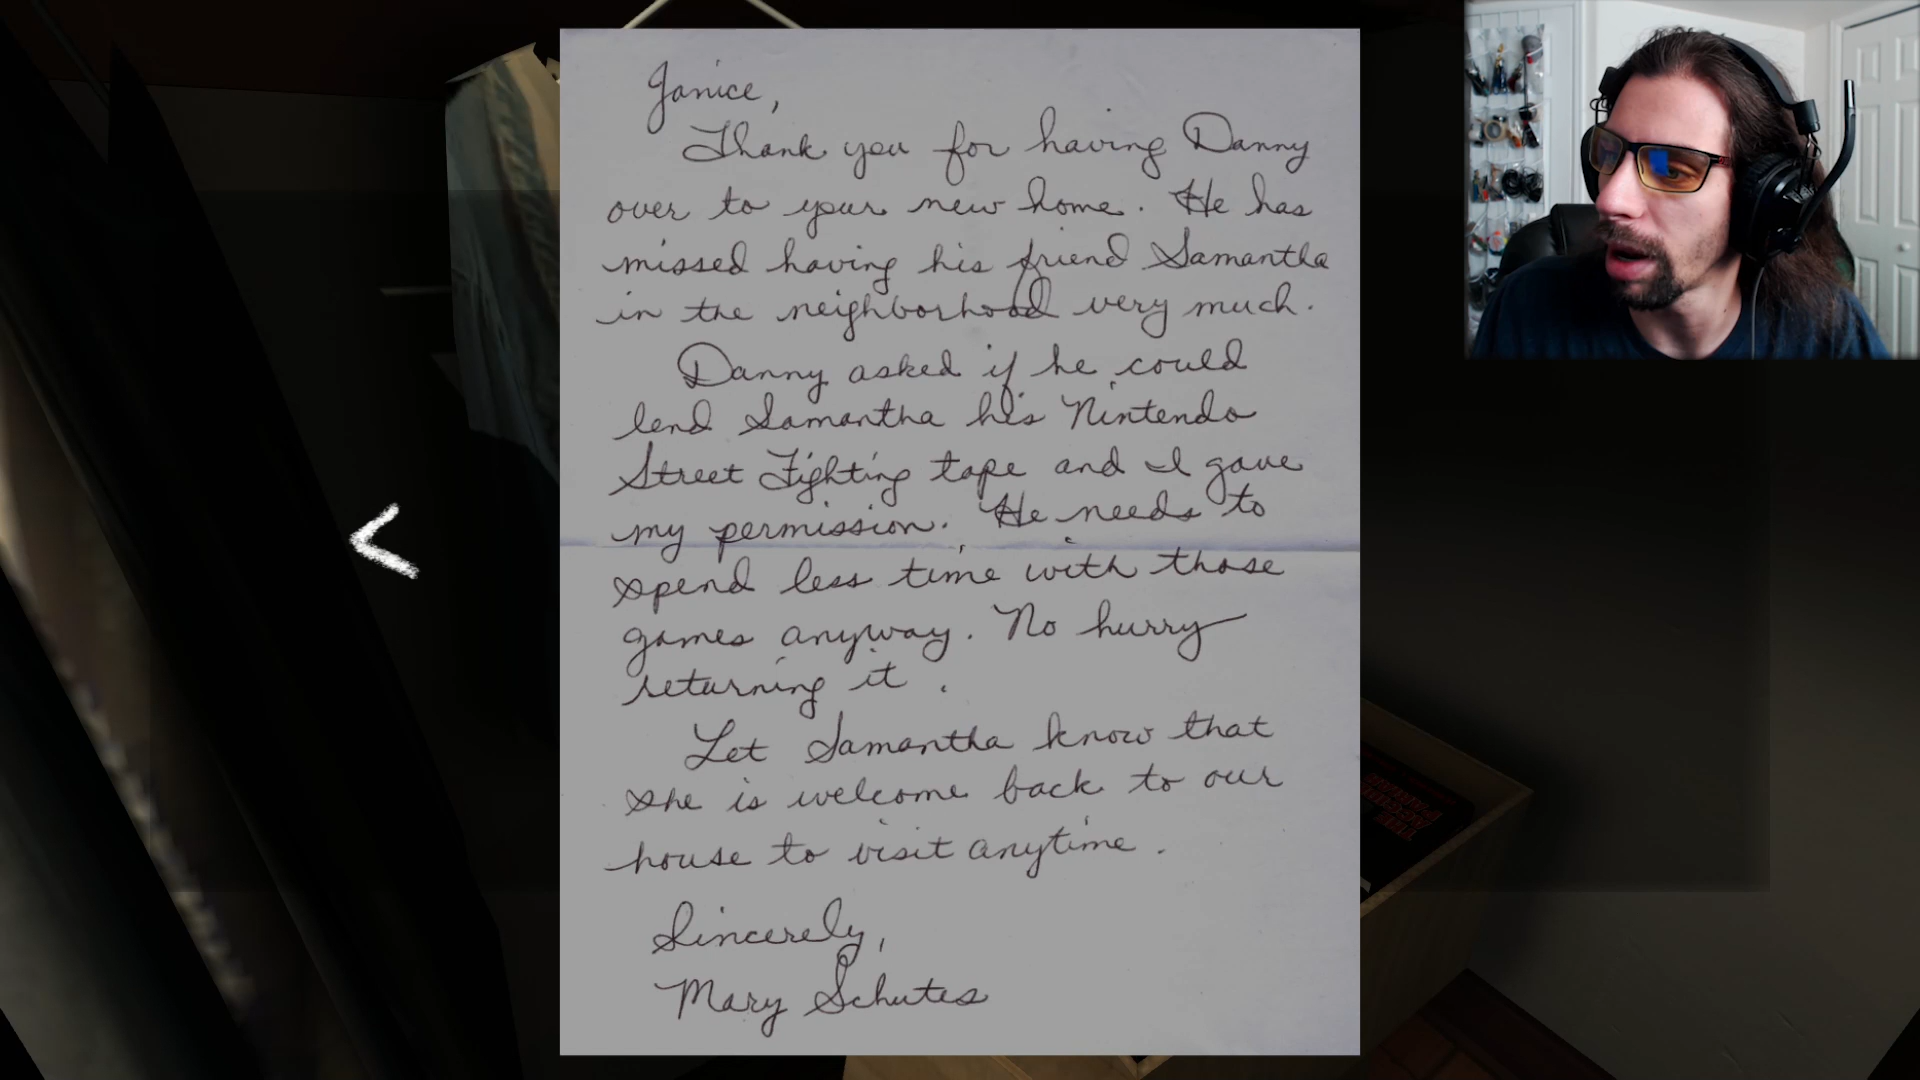 Janice,
Thank you for having Danny
over to your new home. He has
missed having his friend Samantha
in the neighborhood very much.
Danny asked if he could
lend Samantha his Nintendo
Street Fighting tape and I gave
my permission. He needs to
spend less time with those
games anyway. No hurry
returning it.
Let Samantha know that
she is welcome back to our
house to visit anytime.
Sincerely,
Mary Schutes
THE